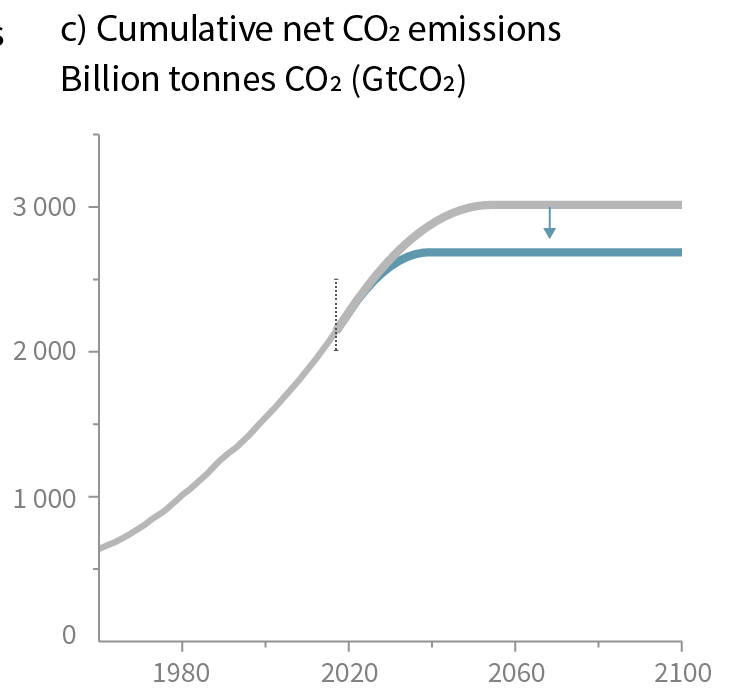 s
c) Cumulative net CO₂ emissions
Billion tonnes CO₂ (GtCO₂)
3 000
2 000
1 000
0
1980 2020 2060 2100